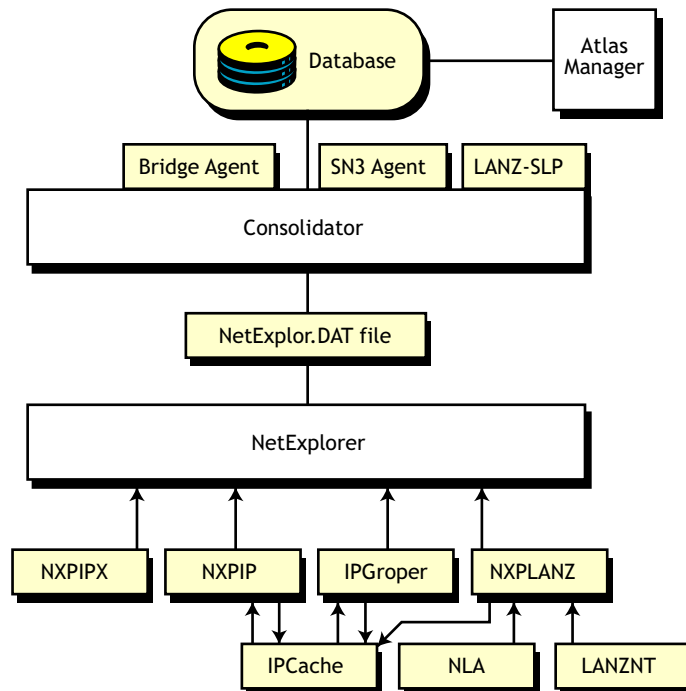 Database
Atlas
Manager
Bridge Agent
SN3 Agent
LANZ-SLP
Consolidator
NetExplor.DAT file
NetExplorer
NXPIPX
NXPIP
IPGroper
NXPLANZ
IPCache
NLA
LANZNT